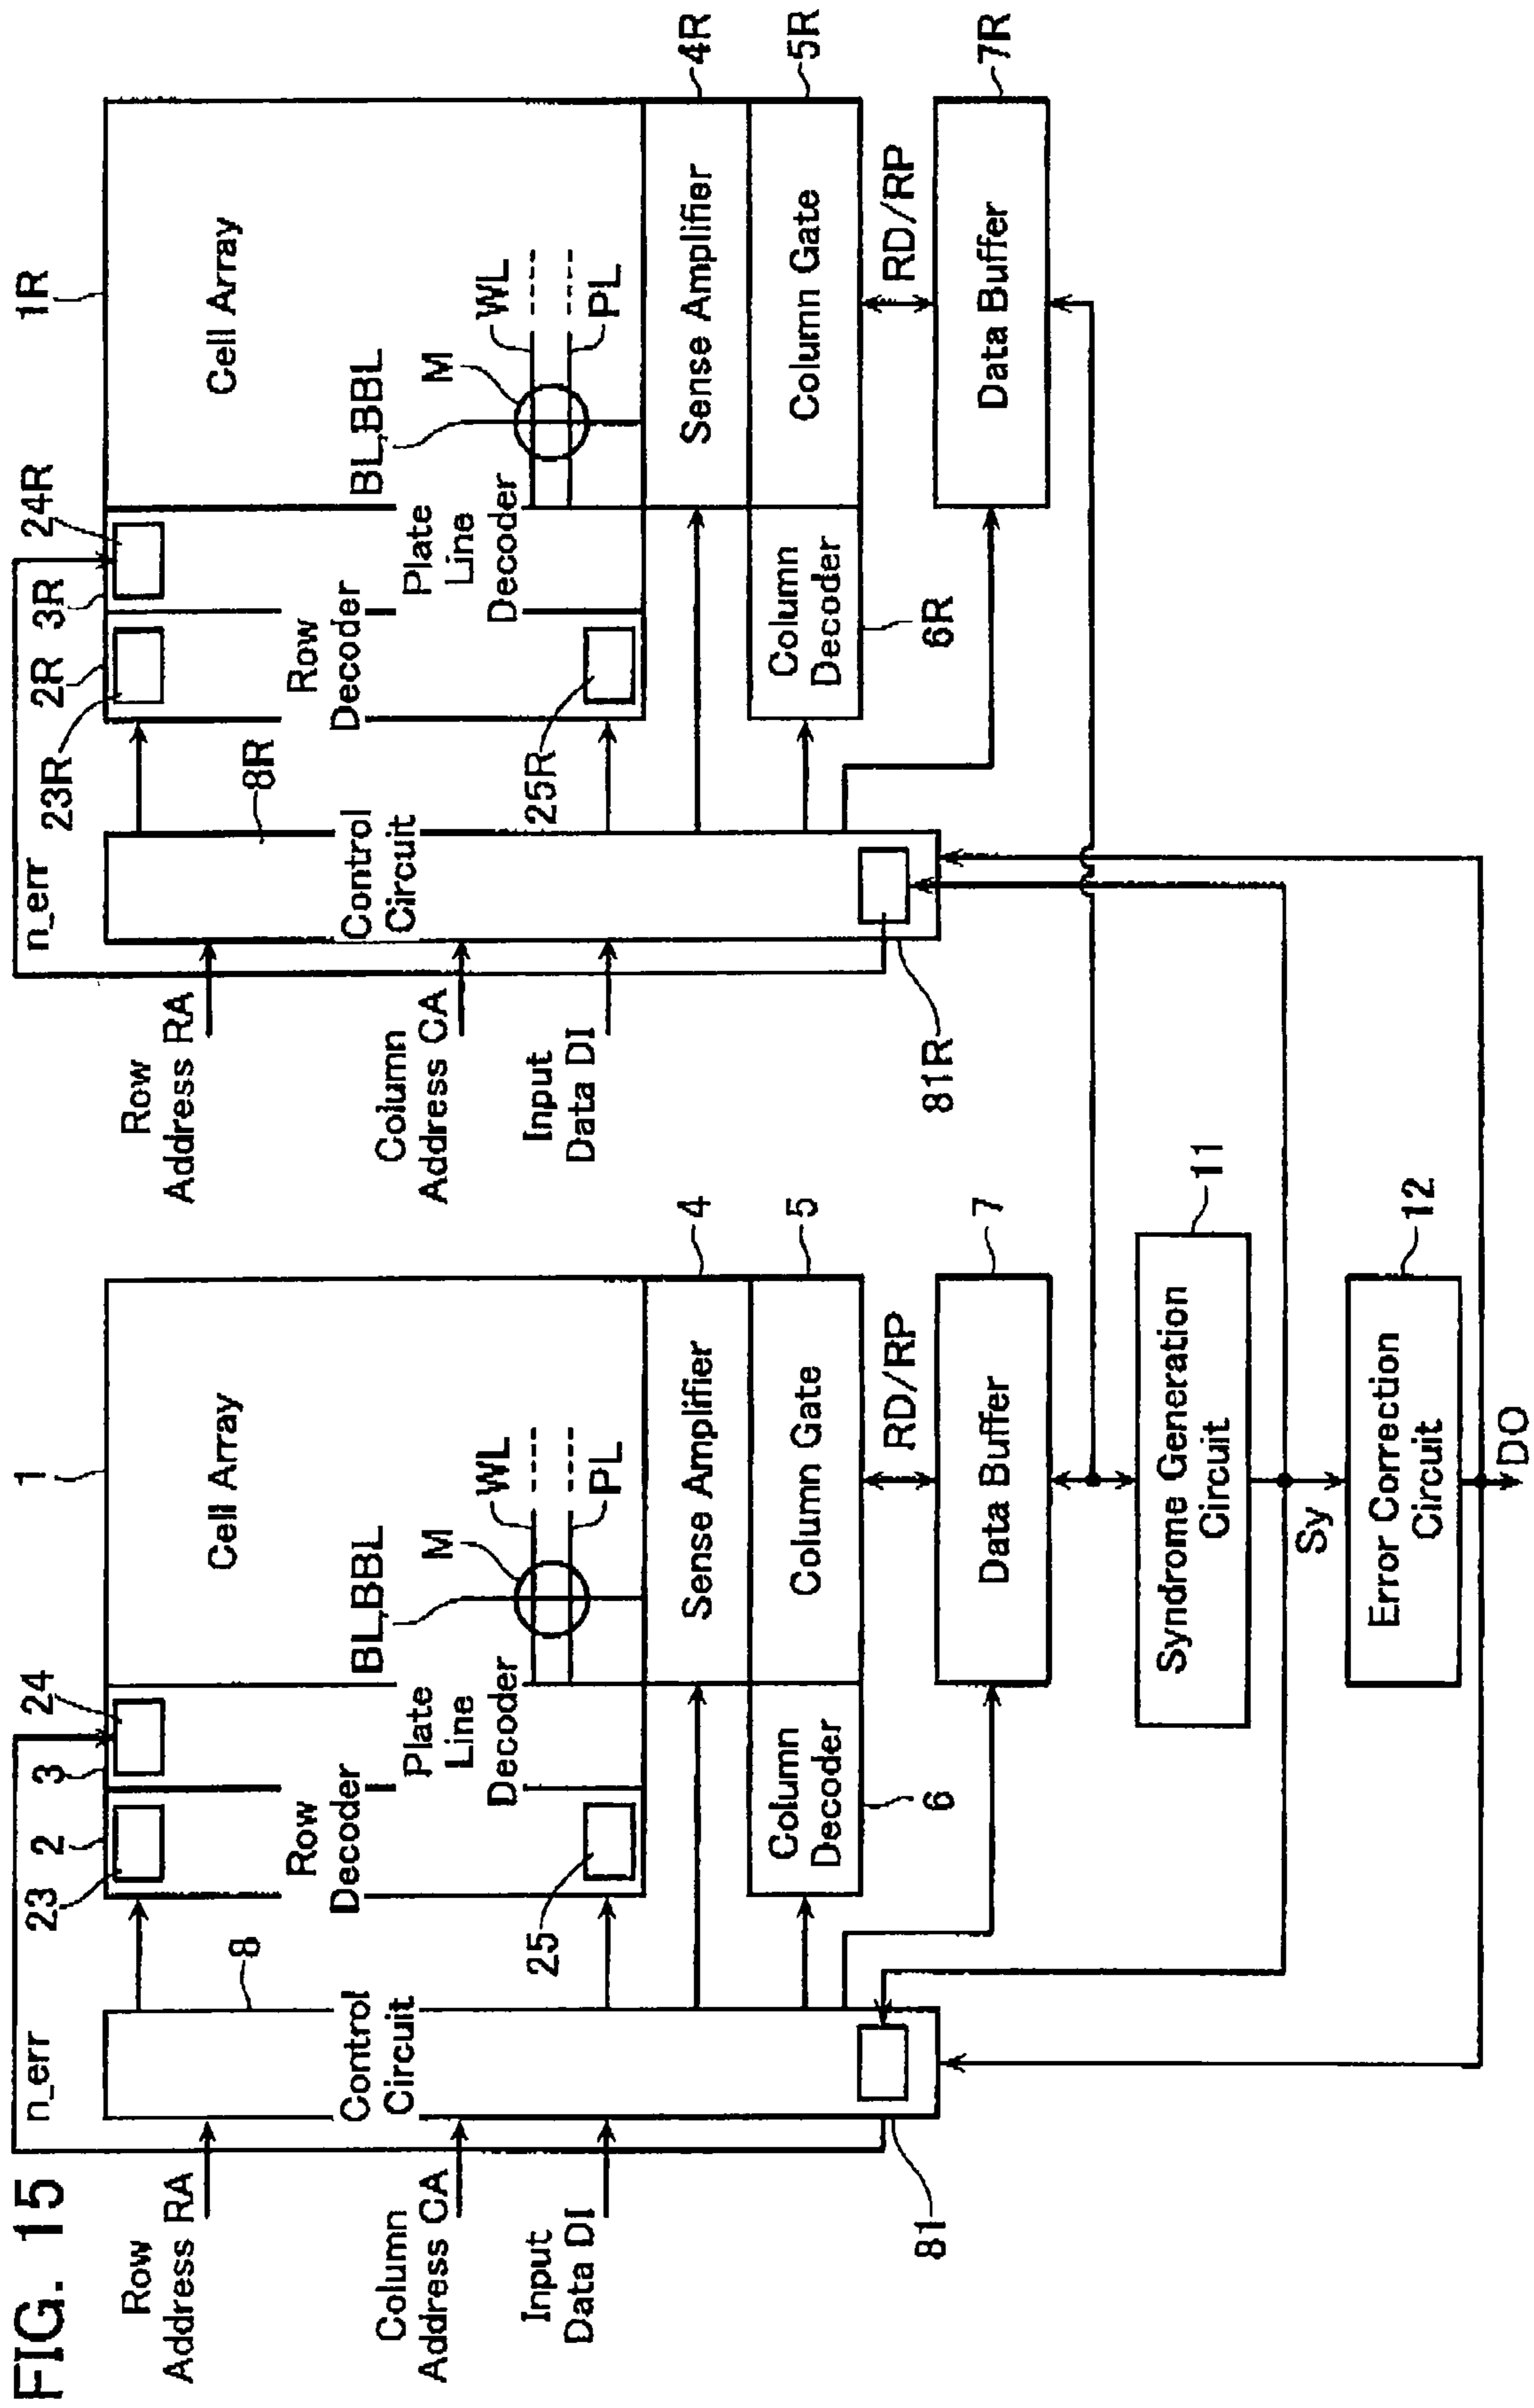 FIG. 15
n_err
23
2
3
24
1
Row
Address RA
Column
Address CA
Input
Data DI
8
Control
Circuit
81
Row
Decoder
25
Plate
Line
Decoder
Cell Array
BL,BBL
M
WL
PL
Sense Amplifier
4
Column
Decoder
6
Column Gate
5
RD/RP
Data Buffer
7
Syndrome Generation
Circuit
11
Sy
Error Correction
Circuit
12
DO
n_err
23R
2R
3R
24R
1R
Row
Address RA
Column
Address CA
Input
Data DI
8R
Control
Circuit
81R
Row
Decoder
25R
Plate
Line
Decoder
Cell Array
BL,BBL
M
WL
PL
Sense Amplifier
4R
Column
Decoder
6R
Column Gate
5R
RD/RP
Data Buffer
7R